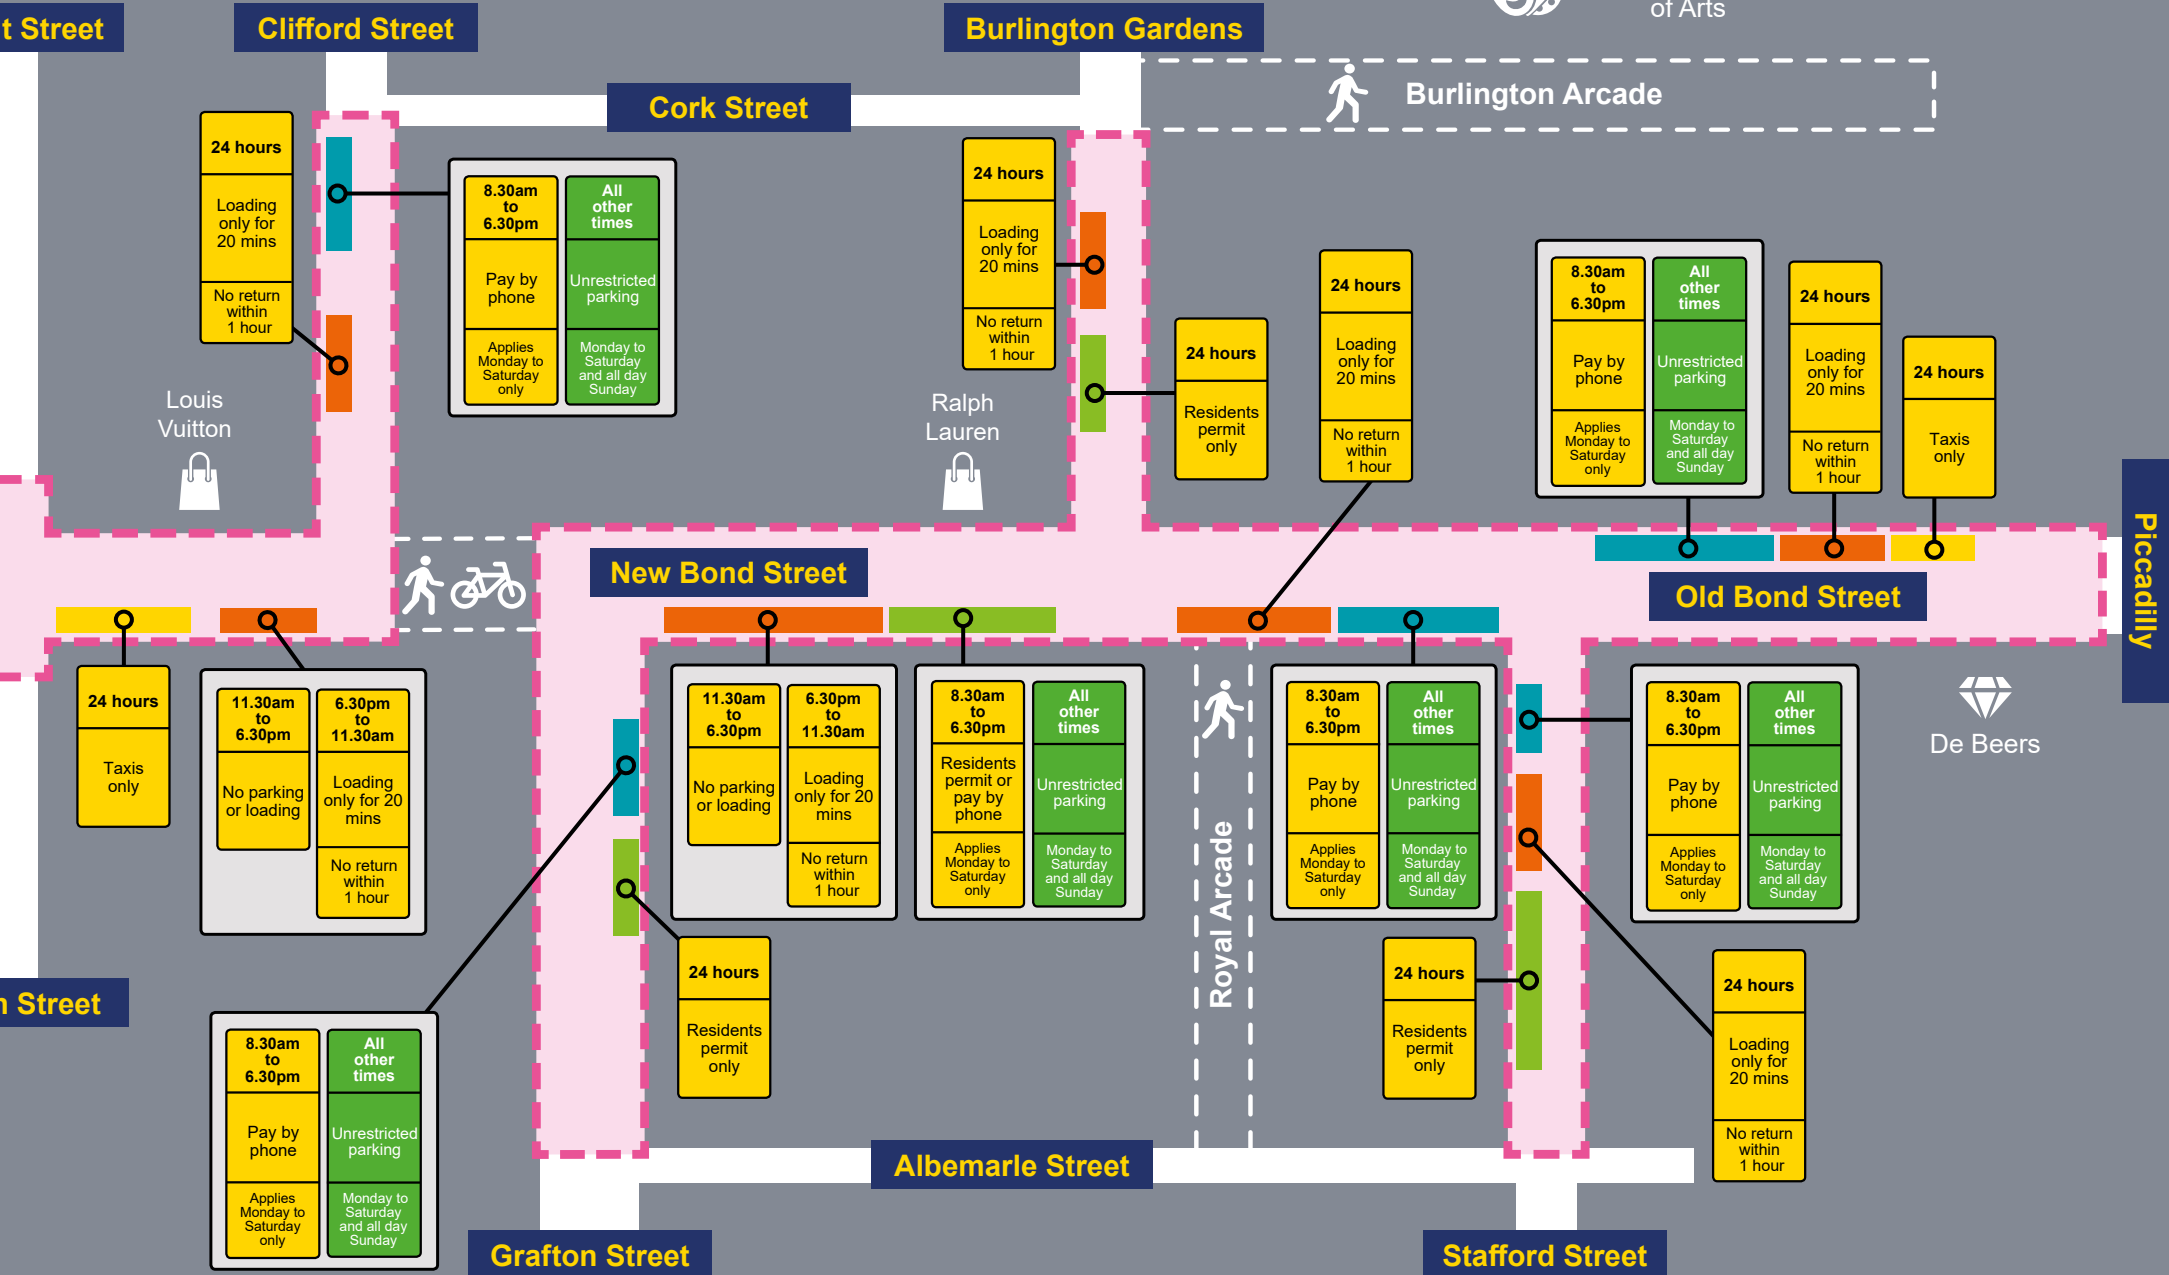 t Street
Clifford Street
Burlington Gardens
of Arts
Cork Street
Burlington Arcade
24 hours
Loading
only for
20 mins
No return
within
1 hour
8.30am
to
6.30pm
Pay by
phone
Applies
Monday to
Saturday
only
All
other
times
Unrestricted
parking
Monday to
Saturday
and all day
Sunday
24 hours
Loading
only for
20 mins
No return
within
1 hour
24 hours
Residents
permit
only
24 hours
Loading
only for
20 mins
No return
within
1 hour
8.30am
to
6.30pm
Pay by
phone
Applies
Monday to
Saturday
only
All
other
times
Unrestricted
parking
Monday to
Saturday
and all day
Sunday
24 hours
Loading
only for
20 mins
No return
within
1 hour
24 hours
Taxis
only
Louis
Vuitton
Ralph
Lauren
Piccadilly
New Bond Street
Old Bond Street
24 hours
Taxis
only
11.30am
to
6.30pm
No parking
or loading
6.30pm
to
11.30am
Loading
only for 20
mins
No return
within
1 hour
11.30am
to
6.30pm
No parking
or loading
6.30pm
to
11.30am
Loading
only for 20
mins
No return
within
1 hour
8.30am
to
6.30pm
Residents
permit or
pay by
phone
Applies
Monday to
Saturday
only
All
other
times
Unrestricted
parking
Monday to
Saturday
and all day
Sunday
Royal Arcade
8.30am
to
6.30pm
Pay by
phone
Applies
Monday to
Saturday
only
All
other
times
Unrestricted
parking
Monday to
Saturday
and all day
Sunday
8.30am
to
6.30pm
Pay by
phone
Applies
Monday to
Saturday
only
All
other
times
Unrestricted
parking
Monday to
Saturday
and all day
Sunday
De Beers
24 hours
Residents
permit
only
24 hours
Residents
permit
only
24 hours
Loading
only for
20 mins
No return
within
1 hour
Street
8.30am
to
6.30pm
Pay by
phone
Applies
Monday to
Saturday
only
All
other
times
Unrestricted
parking
Monday to
Saturday
and all day
Sunday
Albemarle Street
Grafton Street
Stafford Street